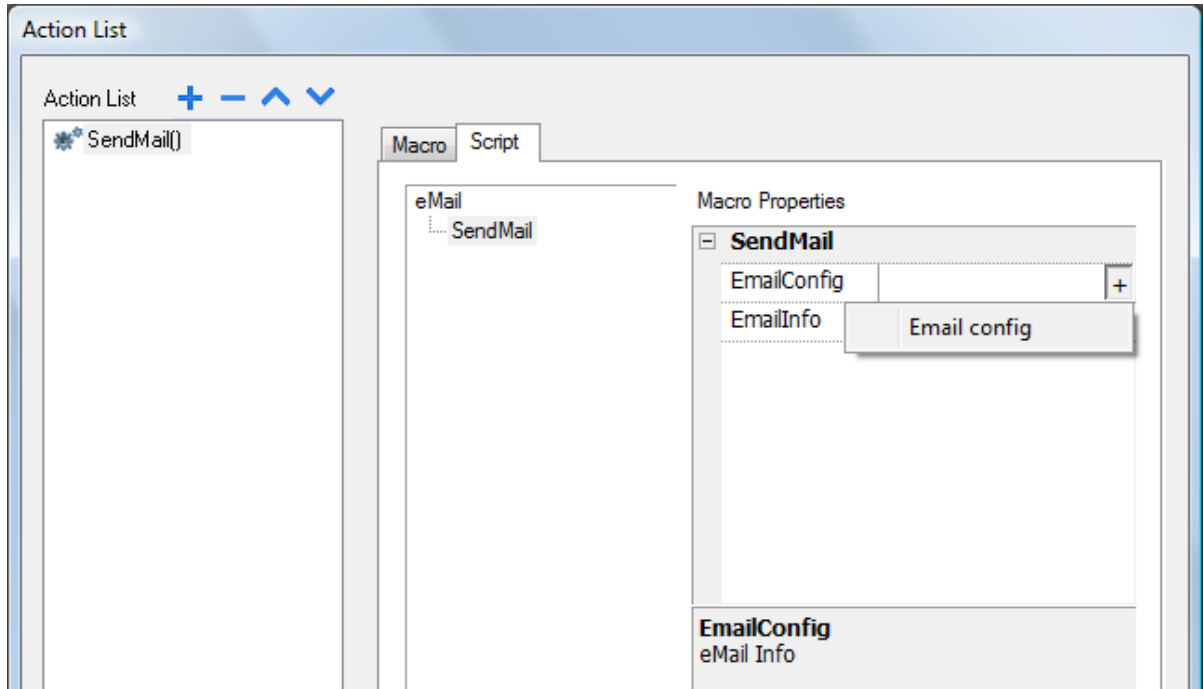 Action List
Action List
SendMail()
Macro Script
eMail
SendMail
Macro Properties
SendMail
EmailConfig +
EmailInfo
Email config
EmailConfig
eMail Info